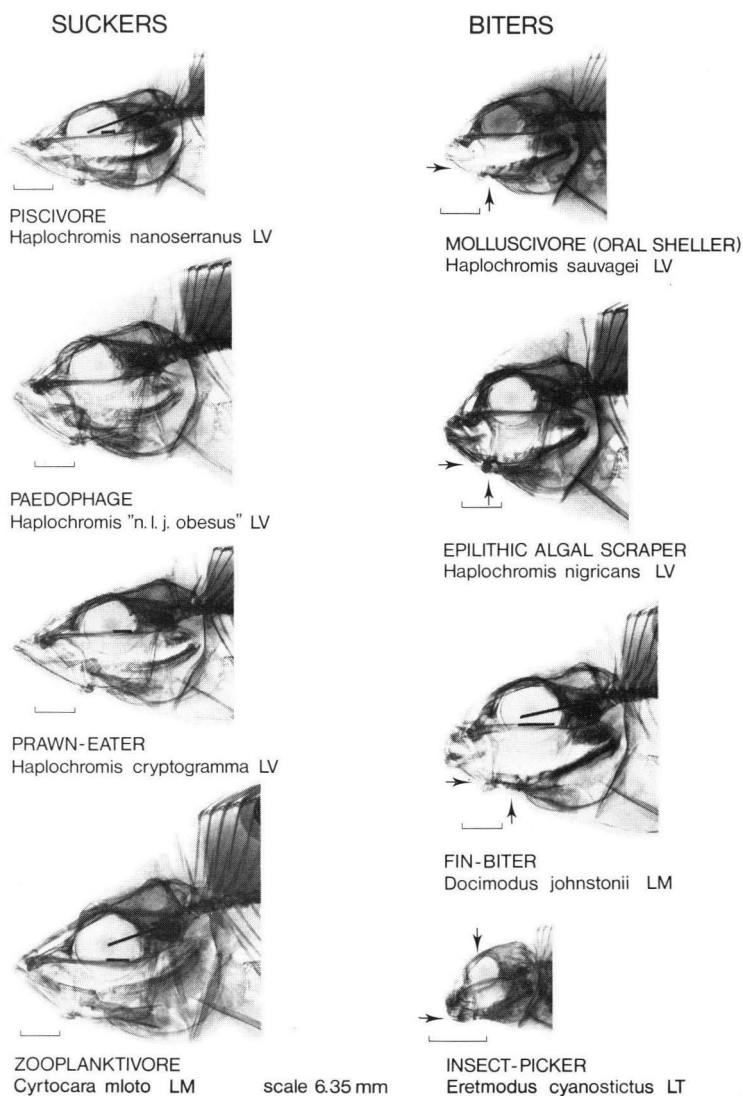 SUCKERS
PISCIVORE
Haplochromis nanoserranus LV
PAEDOPHAGE
Haplochromis "n. l. j. obesus" LV
PRAWN-EATER
Haplochromis cryptogramma LV
ZOOPLANKTIVORE
Cyrtocara mloto LM
scale 6.35 mm
BITERS
MOLLUSCIVORE (ORAL SHELLER)
Haplochromis sauvagei LV
EPILITHIC ALGAL SCRAPER
Haplochromis nigricans LV
FIN-BITER
Docimodus johnstonii LM
INSECT-PICKER
Eretmodus cyanostictus LT